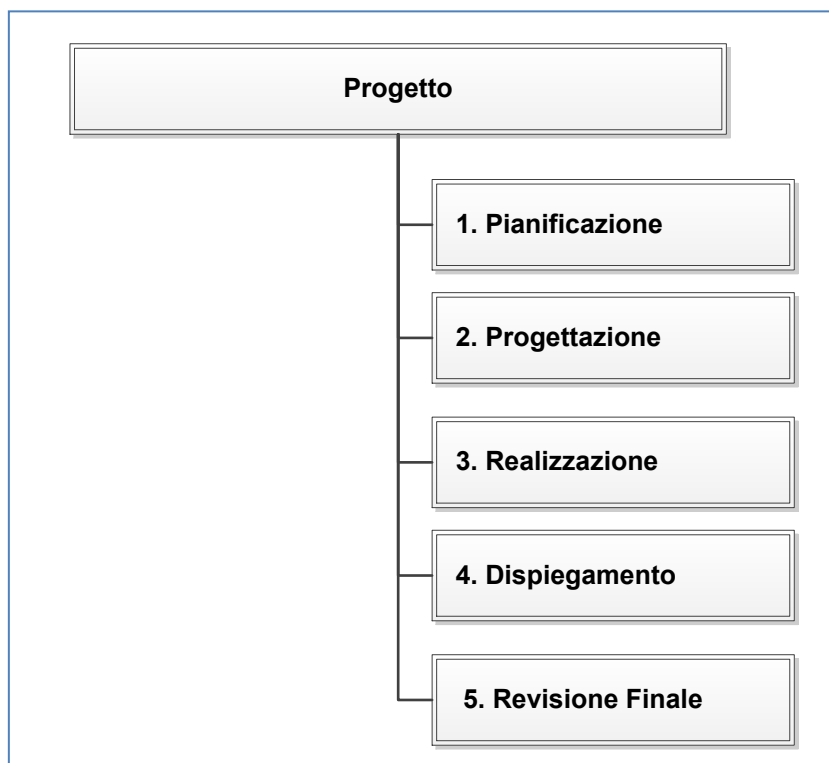 Progetto
1. Pianificazione
2. Progettazione
3. Realizzazione
4. Dispiegamento
5. Revisione Finale